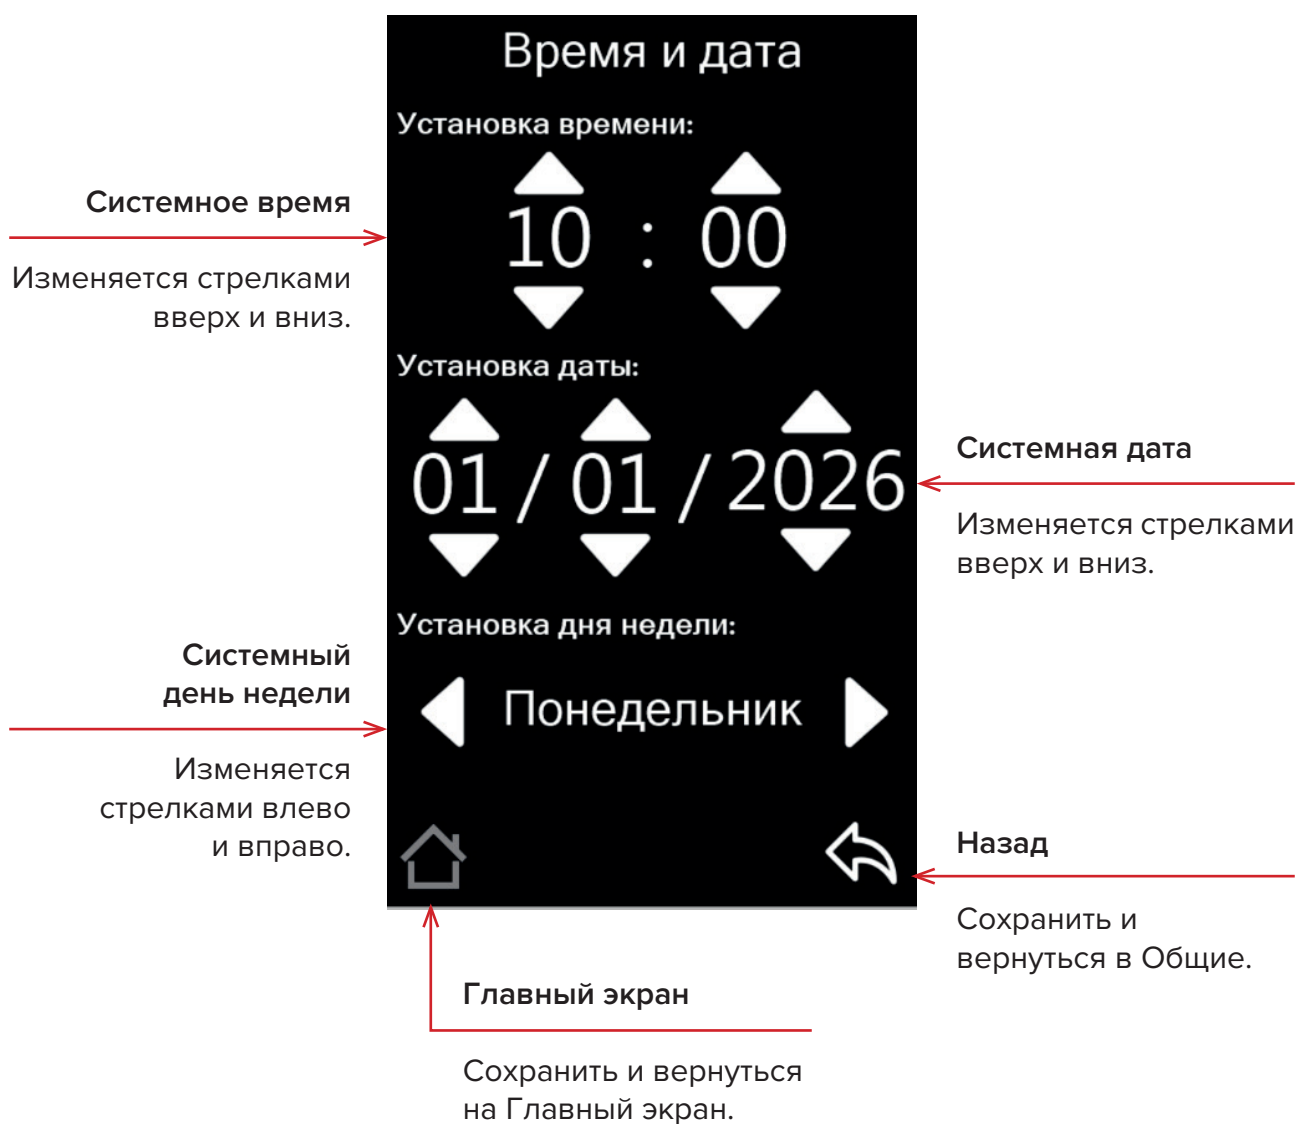 Время и дата
Установка времени:
10 : 00
Системное время
Изменяется стрелками
вверх и вниз.
Установка даты:
01 / 01 / 2026
Системная дата
Изменяется стрелками
вверх и вниз.
Установка дня недели:
Понедельник
Системный
день недели
Изменяется
стрелками влево
и вправо.
Назад
Сохранить и
вернуться в Общие.
Главный экран
Сохранить и вернуться
на Главный экран.